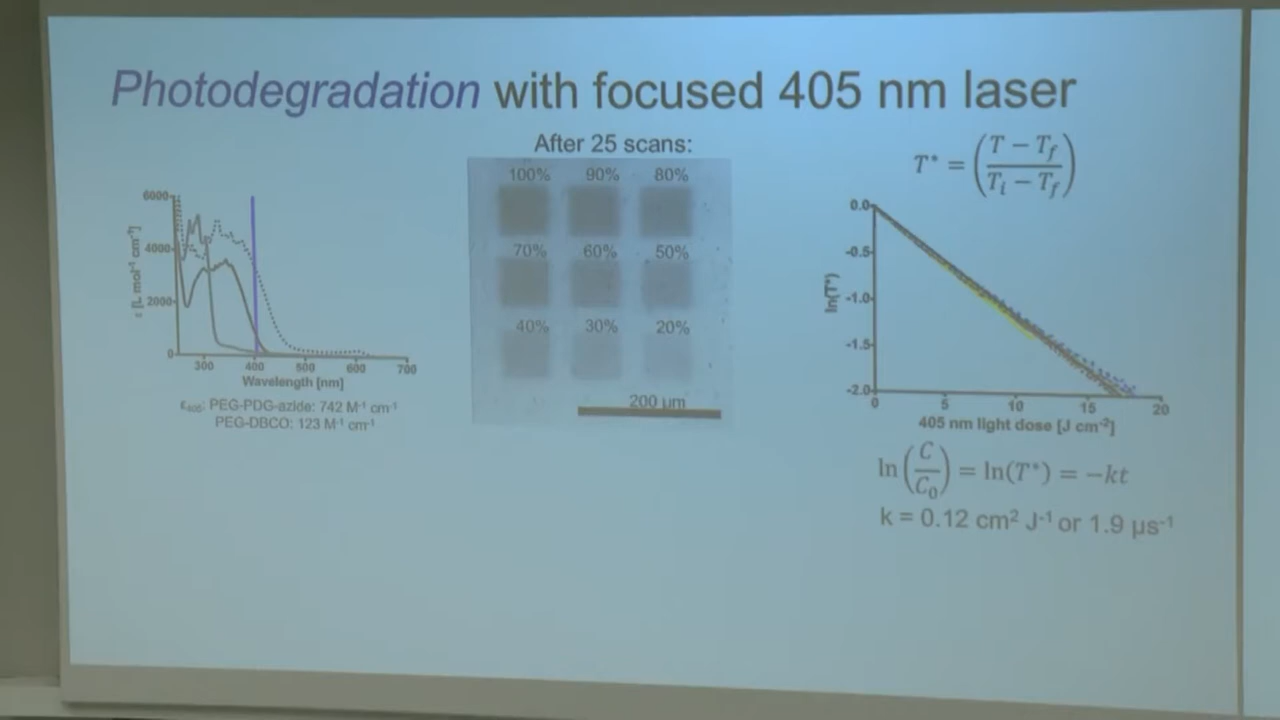 Photodegradation with focused 405 nm laser
After 25 scans:
100% 90% 80%
70% 60% 50%
40% 30% 20%
200 µm
6000
4000
2000
0
ε [L mol⁻¹ cm⁻¹]
300 400 500 600 700
Wavelength [nm]
ε₄₀₅: PEG-PDG-azide: 742 M⁻¹ cm⁻¹
PEG-DBCO: 123 M⁻¹ cm⁻¹
T* = ((T − T_f) / (T_i − T_f))
0.0
-0.5
-1.0
-1.5
-2.0
ln(T*)
0 5 10 15 20
405 nm light dose [J cm⁻²]
ln(C/C₀) = ln(T*) = −kt
k = 0.12 cm² J⁻¹ or 1.9 µs⁻¹